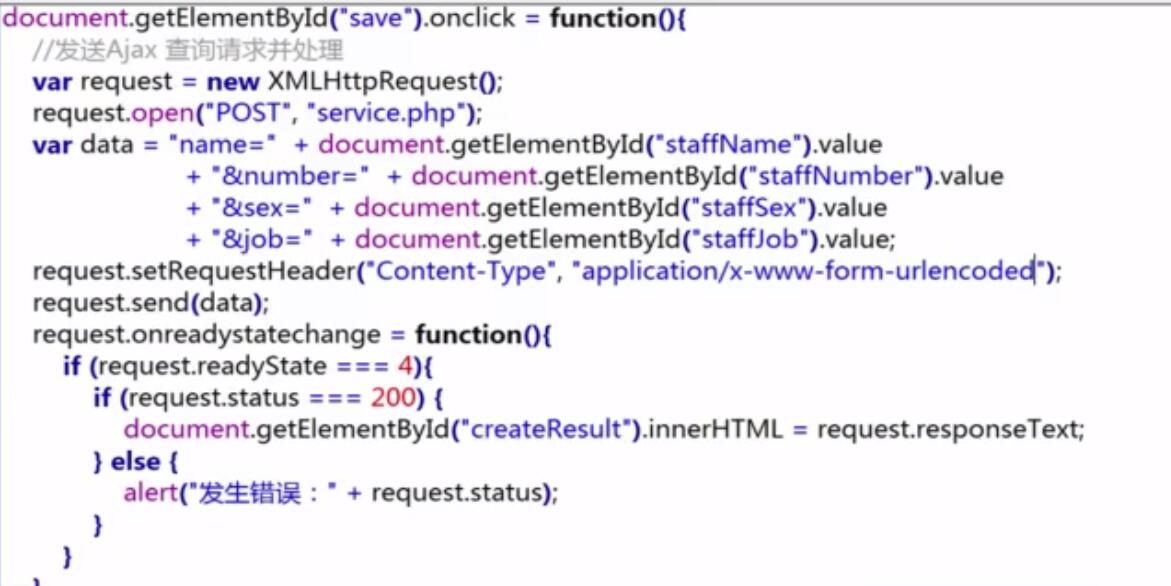 document.getElementById("save").onclick = function(){
//发送Ajax 查询请求并处理
var request = new XMLHttpRequest();
request.open("POST", "service.php");
var data = "name=" + document.getElementById("staffName").value
+ "&number=" + document.getElementById("staffNumber").value
+ "&sex=" + document.getElementById("staffSex").value
+ "&job=" + document.getElementById("staffJob").value;
request.setRequestHeader("Content-Type", "application/x-www-form-urlencoded");
request.send(data);
request.onreadystatechange = function(){
if (request.readyState === 4){
if (request.status === 200) {
document.getElementById("createResult").innerHTML = request.responseText;
} else {
alert("发生错误：" + request.status);
}
}
}